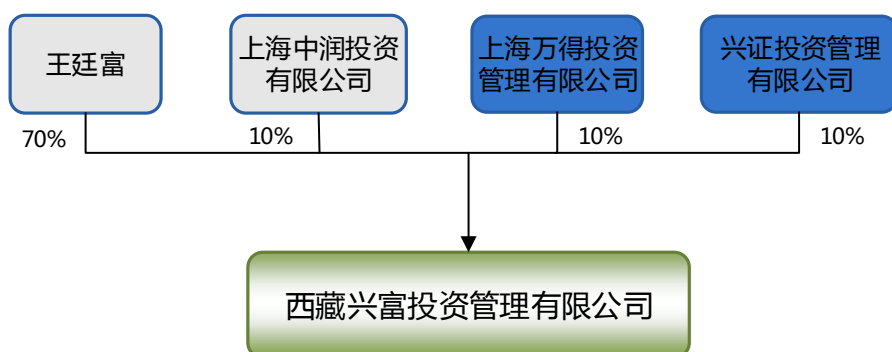 王廷富
上海中润投资
有限公司
上海万得投资
管理有限公司
兴证投资管理
有限公司
70%
10%
10%
10%
西藏兴富投资管理有限公司